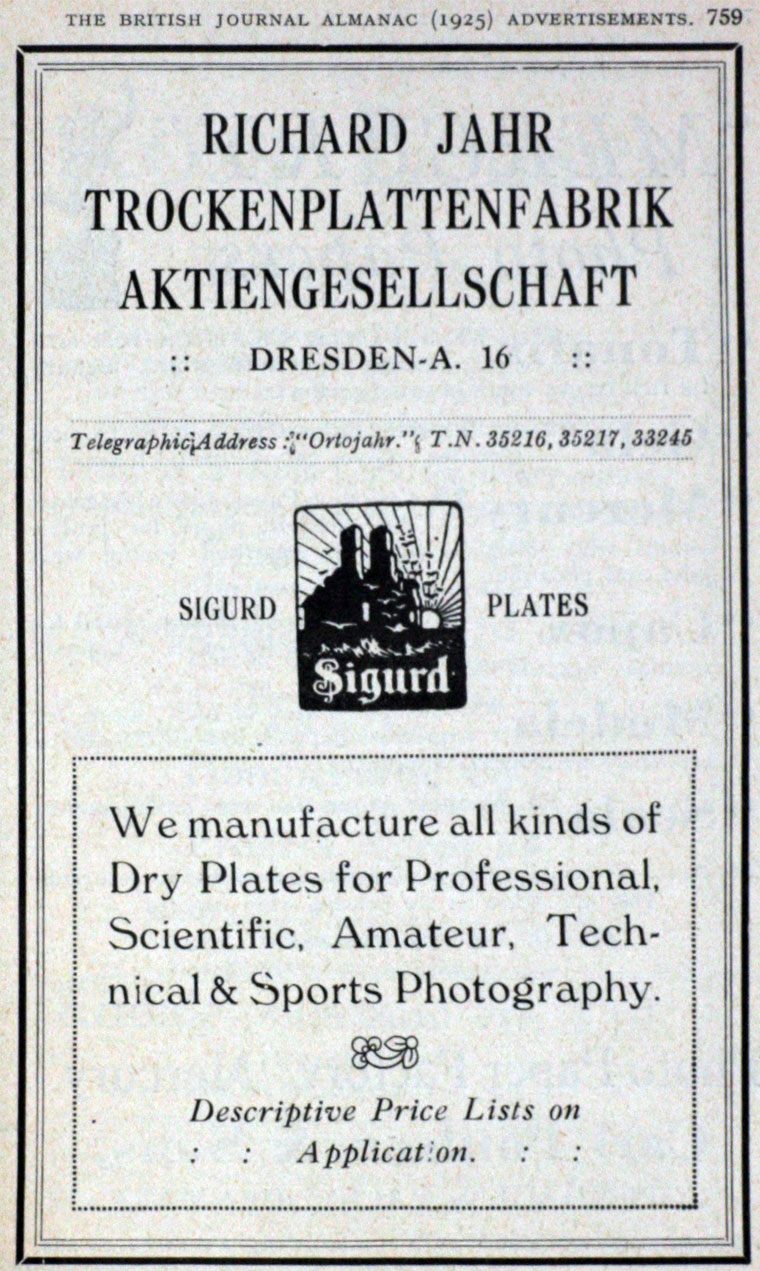 THE BRITISH JOURNAL ALMANAC (1925) ADVERTISEMENTS. 759
RICHARD JAHR
TROCKENPLATTENFABRIK
AKTIENGESELLSCHAFT
:: DRESDEN-A. 16 ::
Telegraphic Address : "Ortojahr." T.N. 35216, 35217, 33245
SIGURD PLATES
Sigurd
We manufacture all kinds of
Dry Plates for Professional,
Scientific, Amateur, Tech-
nical & Sports Photography.
Descriptive Price Lists on
: : Application. : :